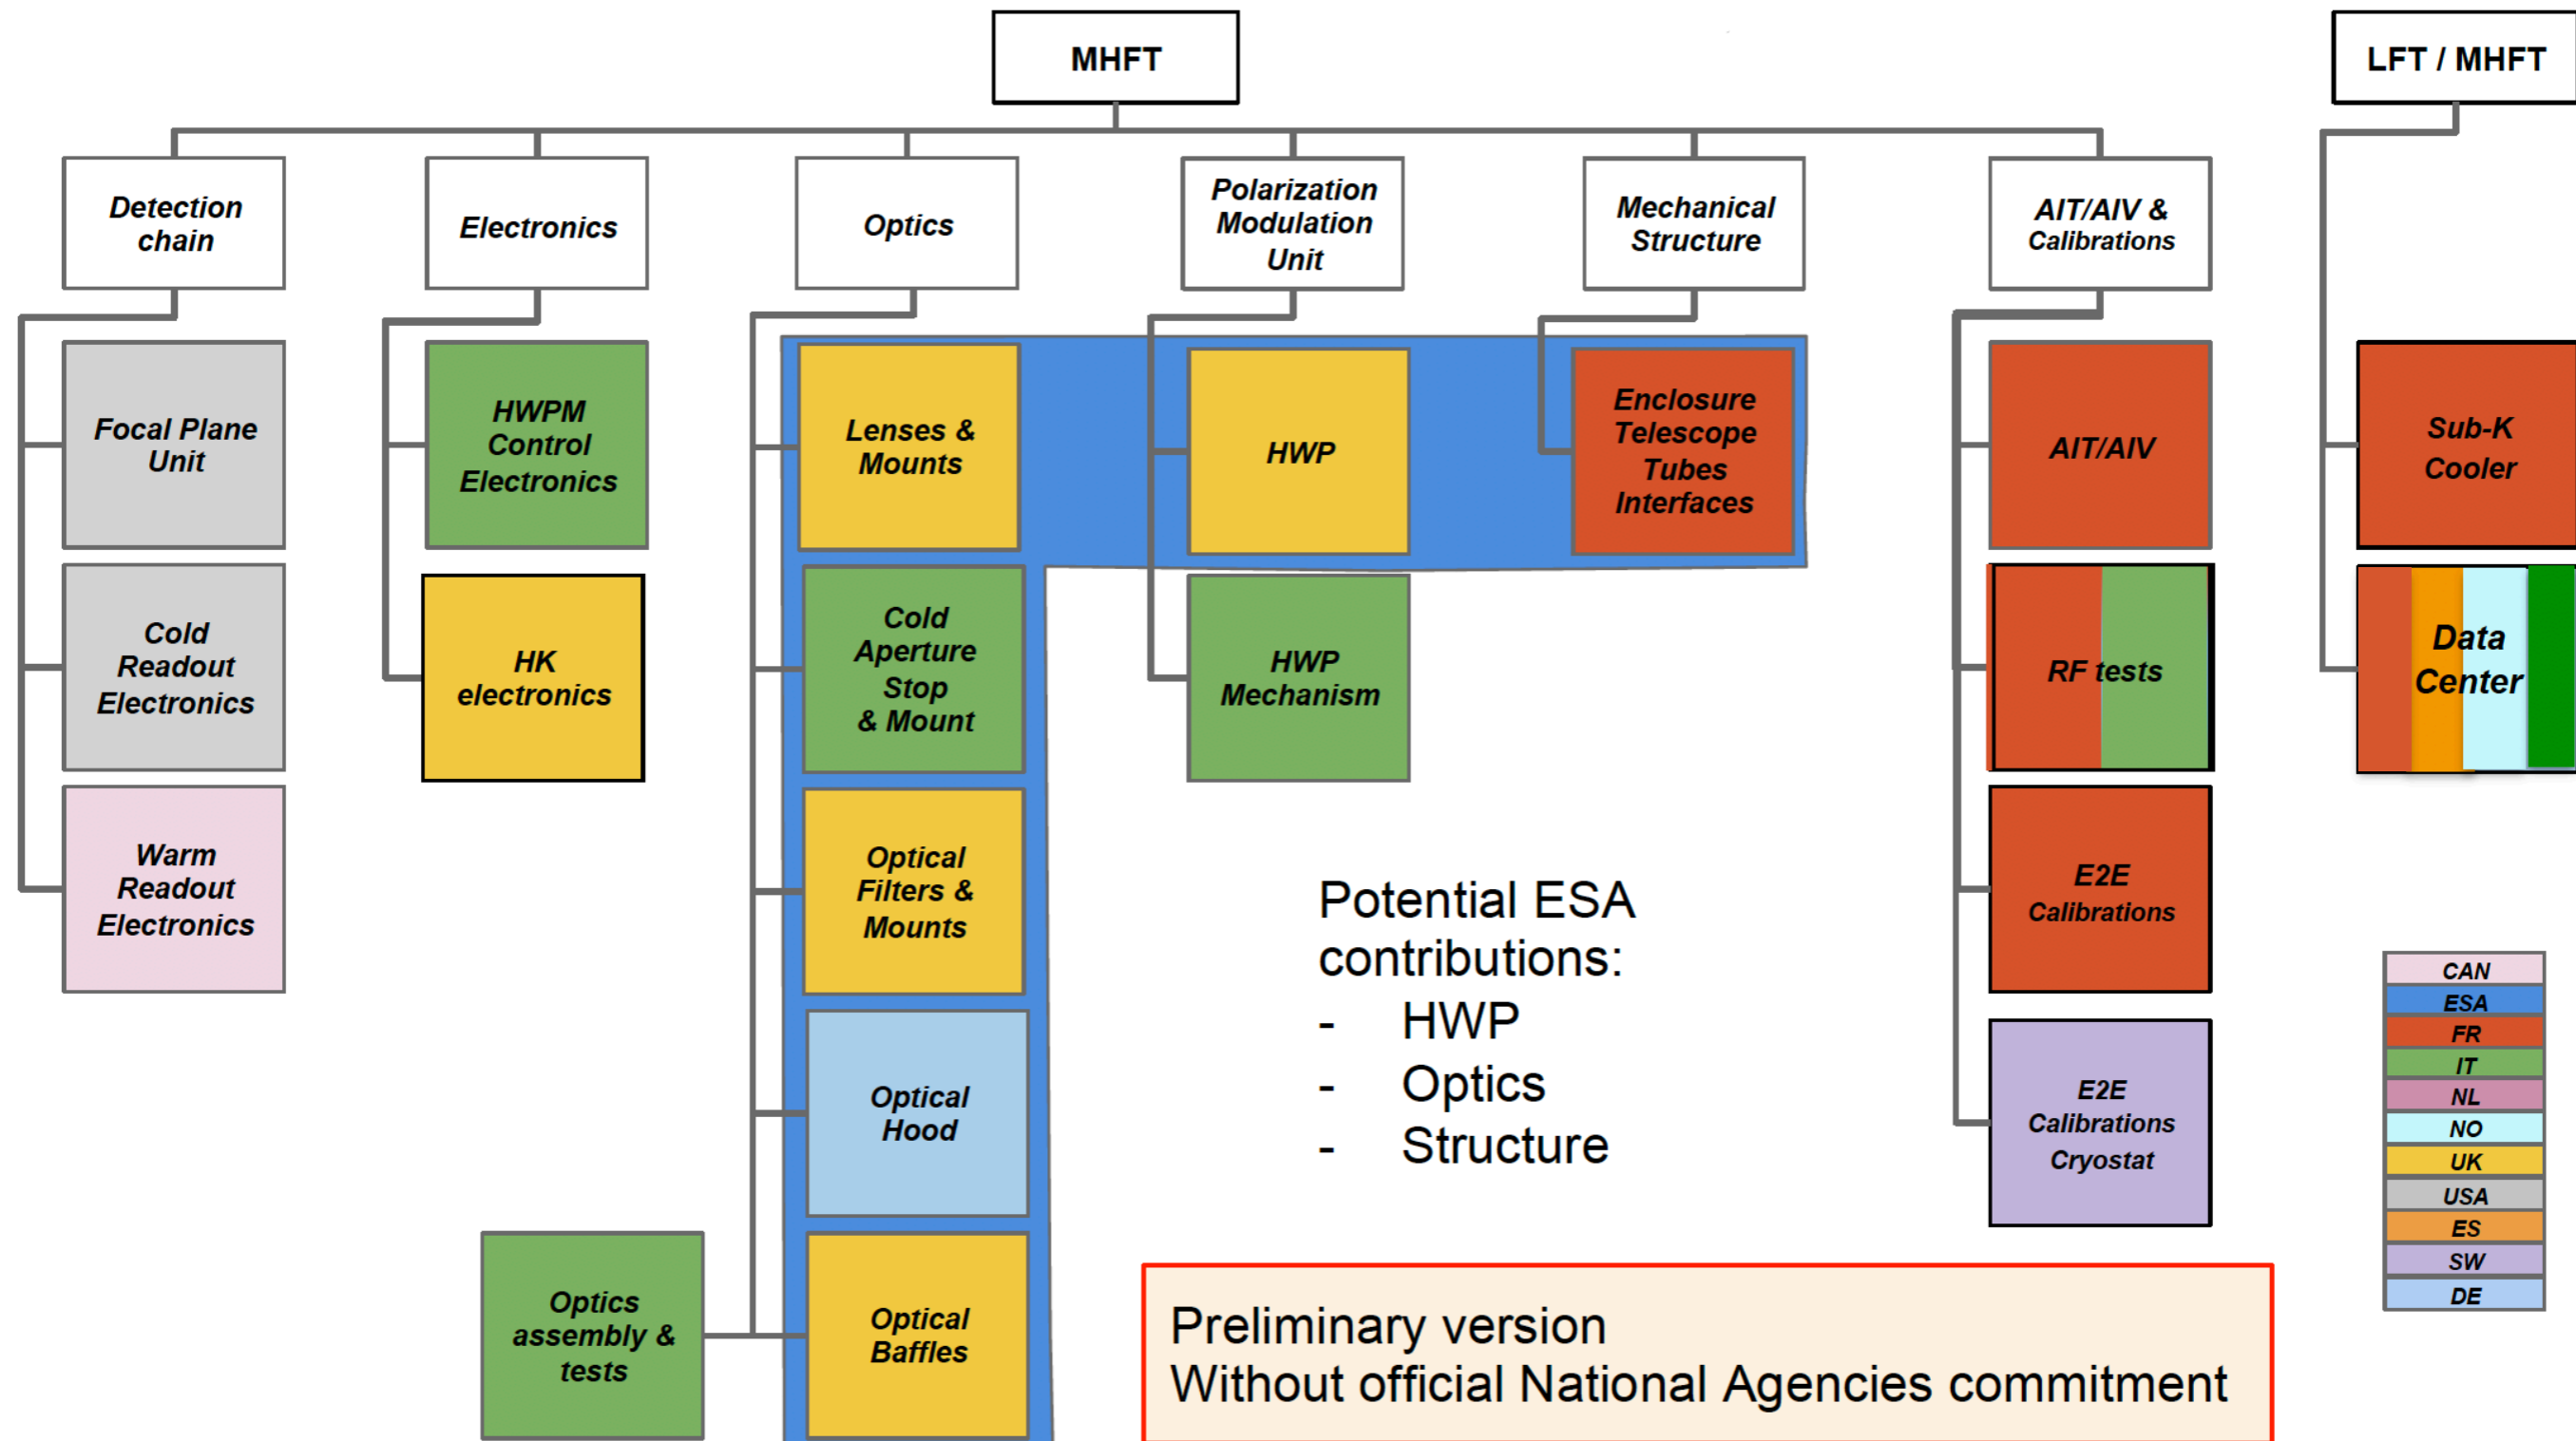 MHFT
LFT / MHFT
Detection
chain
Electronics
Optics
Polarization
Modulation
Unit
Mechanical
Structure
AIT/AIV &
Calibrations
Focal Plane
Unit
HWPM
Control
Electronics
Lenses &
Mounts
HWP
Enclosure
Telescope
Tubes
Interfaces
AIT/AIV
Sub-K
Cooler
Cold
Readout
Electronics
HK
electronics
Cold
Aperture
Stop
& Mount
HWP
Mechanism
RF tests
Data
Center
Warm
Readout
Electronics
Optical
Filters &
Mounts
E2E
Calibrations
Optical
Hood
E2E
Calibrations
Cryostat
Optics
assembly &
tests
Optical
Baffles
Potential ESA
contributions:
- HWP
- Optics
- Structure
CAN
ESA
FR
IT
NL
NO
UK
USA
ES
SW
DE
Preliminary version
Without official National Agencies commitment